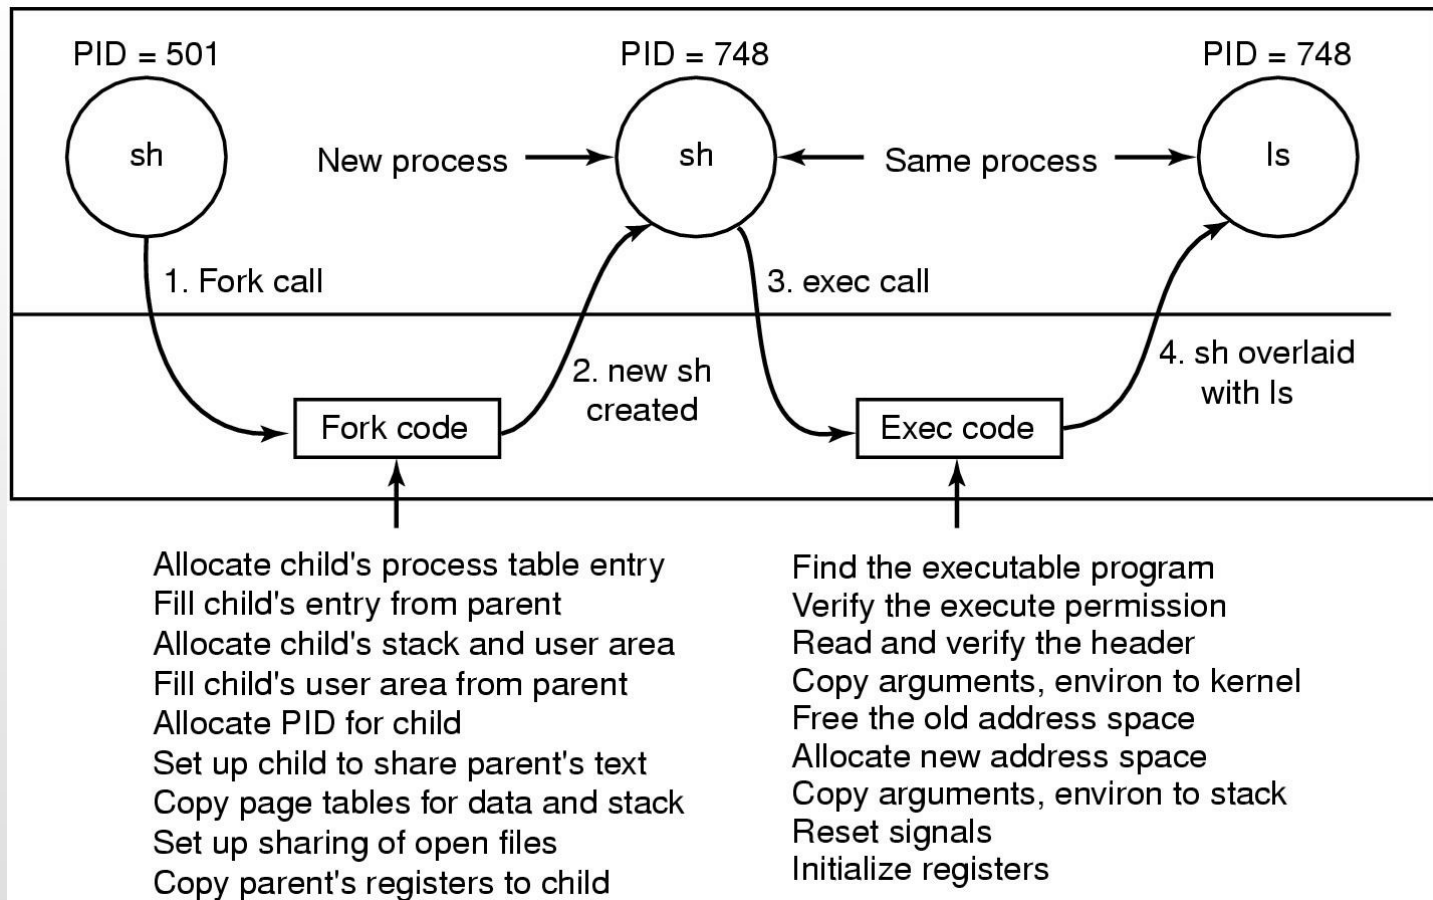 PID = 501
PID = 748
PID = 748
sh
New process
sh
Same process
ls
1. Fork call
3. exec call
2. new sh
created
4. sh overlaid
with ls
Fork code
Exec code
Allocate child's process table entry
Fill child's entry from parent
Allocate child's stack and user area
Fill child's user area from parent
Allocate PID for child
Set up child to share parent's text
Copy page tables for data and stack
Set up sharing of open files
Copy parent's registers to child
Find the executable program
Verify the execute permission
Read and verify the header
Copy arguments, environ to kernel
Free the old address space
Allocate new address space
Copy arguments, environ to stack
Reset signals
Initialize registers